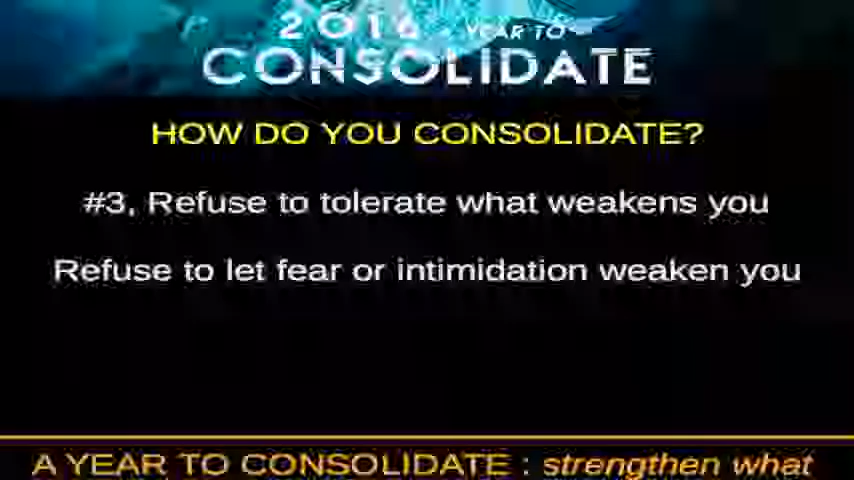 2016 YEAR TO
CONSOLIDATE
HOW DO YOU CONSOLIDATE?
#3, Refuse to tolerate what weakens you
Refuse to let fear or intimidation weaken you
A YEAR TO CONSOLIDATE : strengthen what